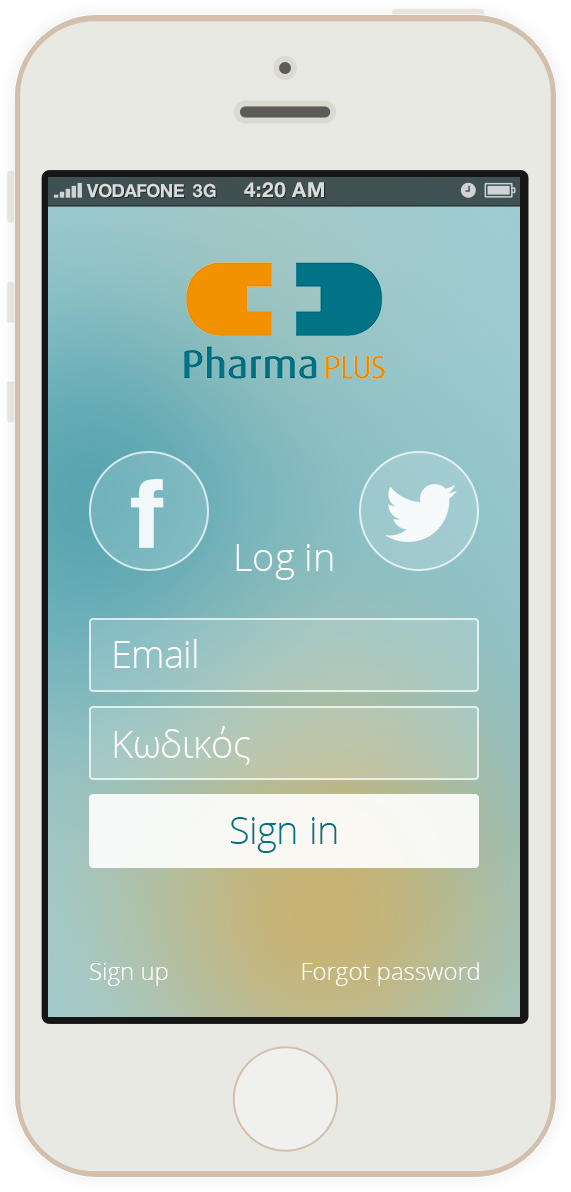 VODAFONE 3G 4:20 AM
Pharma PLUS
f
Log in
Email
Κωδικός
Sign in
Sign up Forgot password